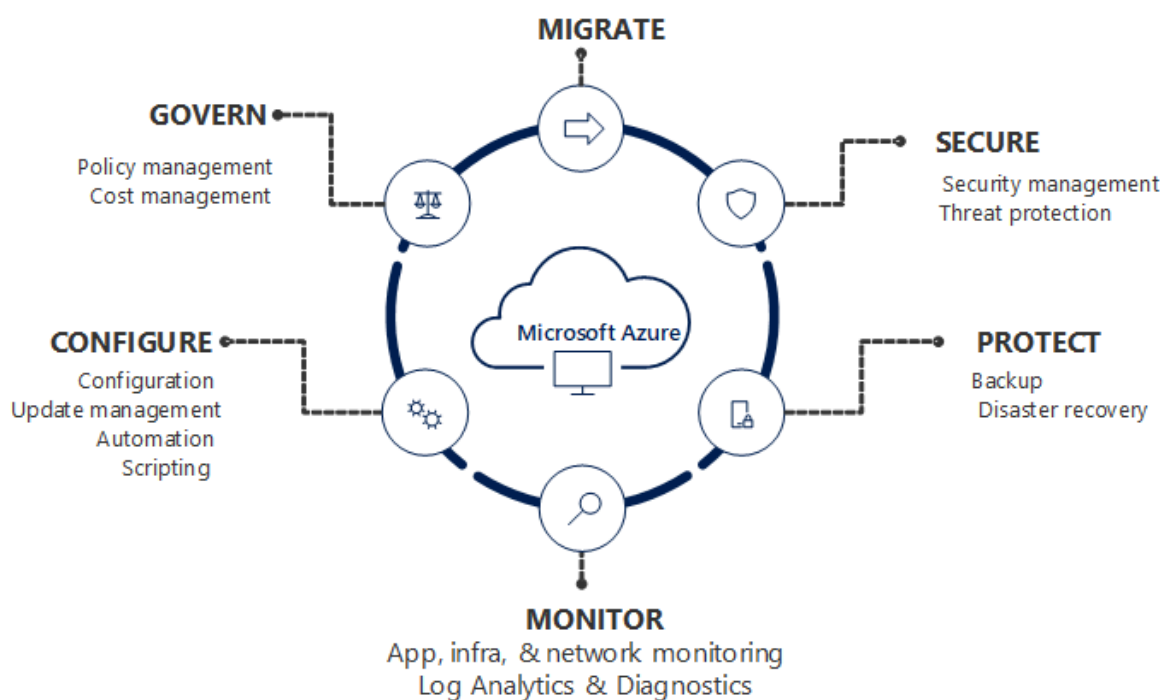 MIGRATE
GOVERN
Policy management
Cost management
SECURE
Security management
Threat protection
Microsoft Azure
CONFIGURE
Configuration
Update management
Automation
Scripting
PROTECT
Backup
Disaster recovery
MONITOR
App, infra, & network monitoring
Log Analytics & Diagnostics